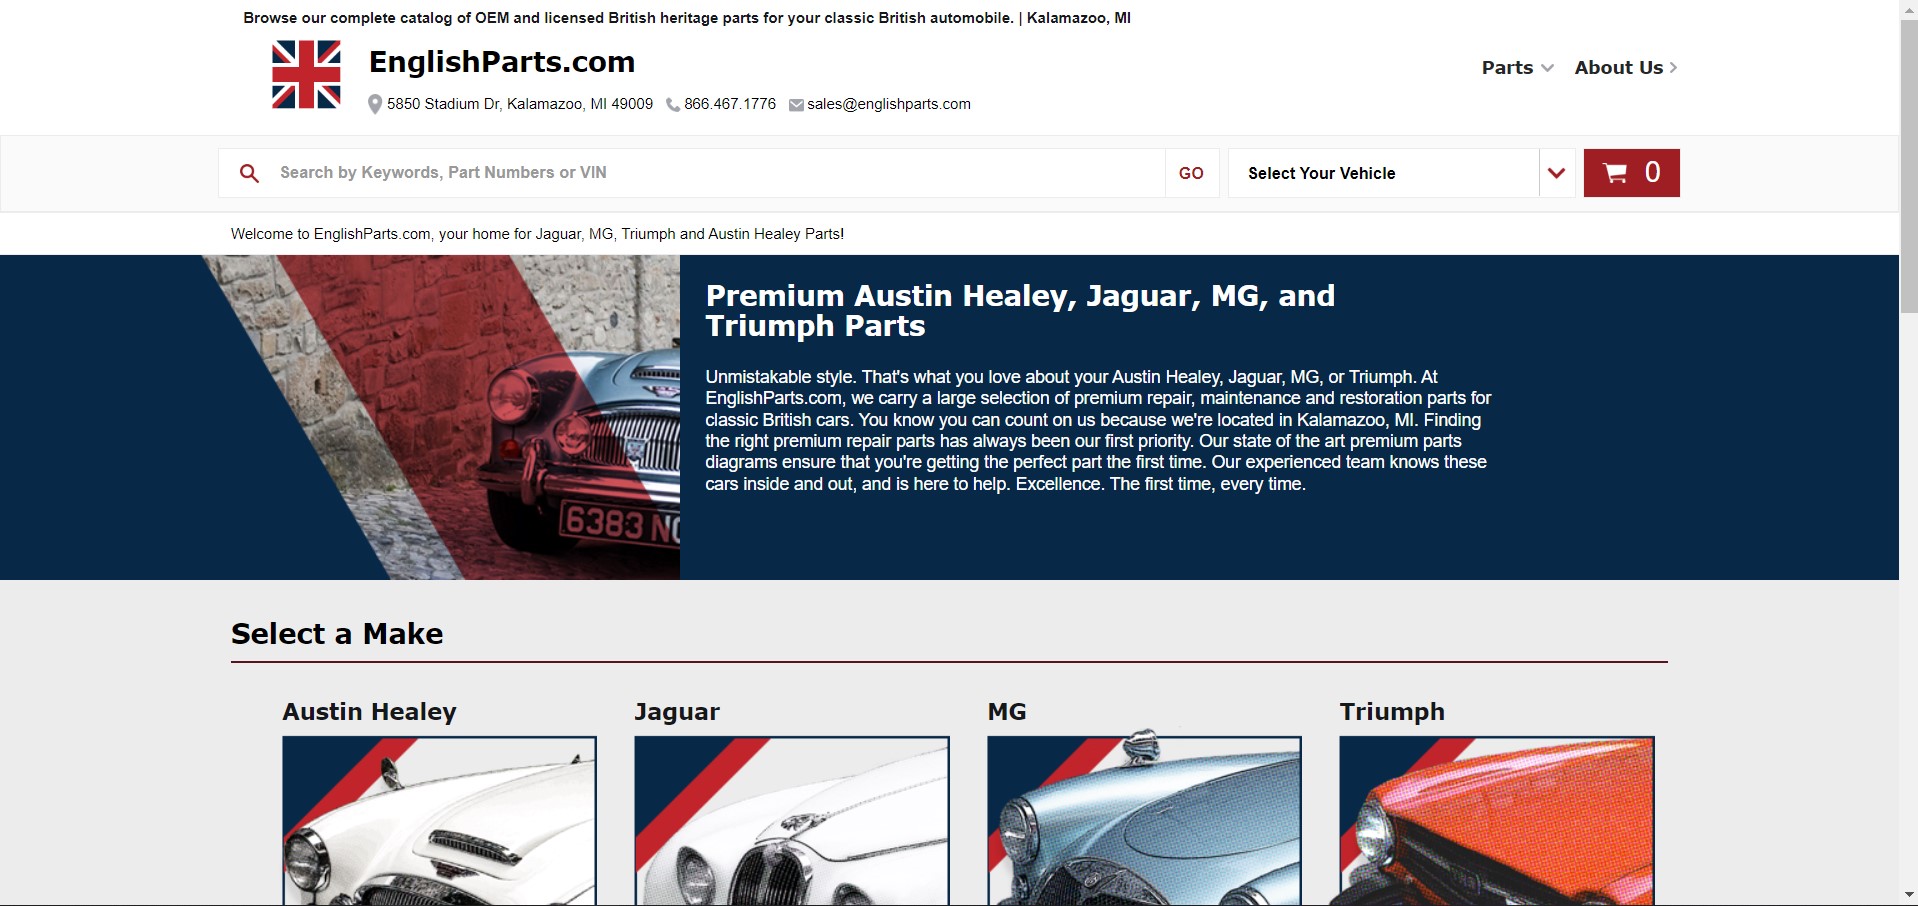 Browse our complete catalog of OEM and licensed British heritage parts for your classic British automobile. | Kalamazoo, MI
EnglishParts.com
Parts
About Us
5850 Stadium Dr, Kalamazoo, MI 49009
866.467.1776
sales@englishparts.com
Search by Keywords, Part Numbers or VIN
GO
Select Your Vehicle
0
Welcome to EnglishParts.com, your home for Jaguar, MG, Triumph and Austin Healey Parts!
Premium Austin Healey, Jaguar, MG, and
Triumph Parts
Unmistakable style. That's what you love about your Austin Healey, Jaguar, MG, or Triumph. At
EnglishParts.com, we carry a large selection of premium repair, maintenance and restoration parts for
classic British cars. You know you can count on us because we're located in Kalamazoo, MI. Finding
the right premium repair parts has always been our first priority. Our state of the art premium parts
diagrams ensure that you're getting the perfect part the first time. Our experienced team knows these
cars inside and out, and is here to help. Excellence. The first time, every time.
6383 N
Select a Make
Austin Healey
Jaguar
MG
Triumph